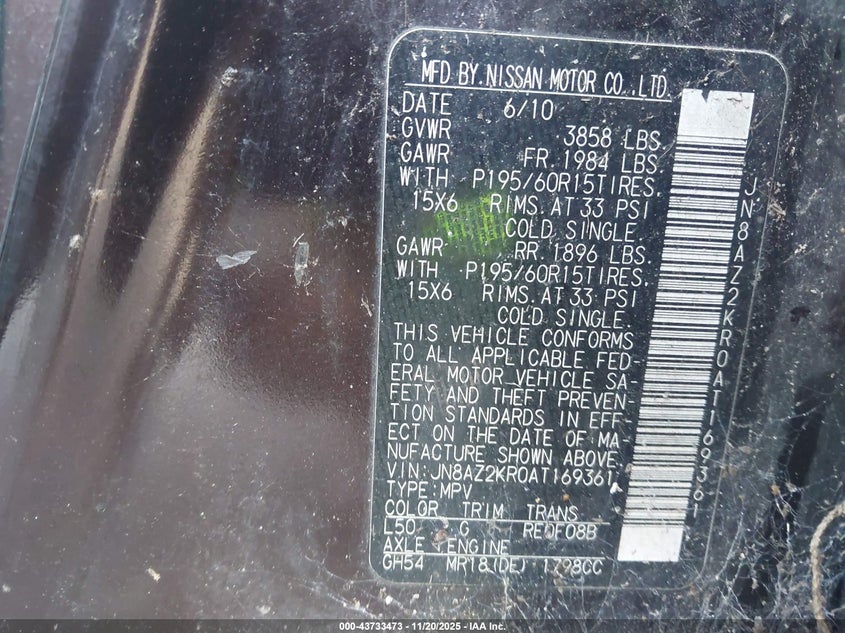 MFD BY NISSAN MOTOR CO.,LTD.
DATE 6/10
GVWR 3858 LBS
GAWR FR. 1984 LBS.
WITH P195/60R15TIRES.
15X6 RIMS. AT 33 PSI
COLD SINGLE.
GAWR RR. 1896 LBS.
WITH P195/60R15TIRES.
15X6 RIMS. AT 33 PSI
COLD SINGLE.
THIS VEHICLE CONFORMS
TO ALL APPLICABLE FED-
ERAL MOTOR VEHICLE SA-
FETY AND THEFT PREVEN-
TION STANDARDS IN EFF-
ECT ON THE DATE OF MA-
NUFACTURE SHOWN ABOVE.
VIN:JN8AZ2KR0AT169361
TYPE:MPV
COLOR TRIM TRANS
L50 G RE0F08B
AXLE ENGINE
GH54 MR18(DE) 1798CC
JN8AZ2KR0AT169361
000-43733473 - 11/20/2025 - IAA Inc.